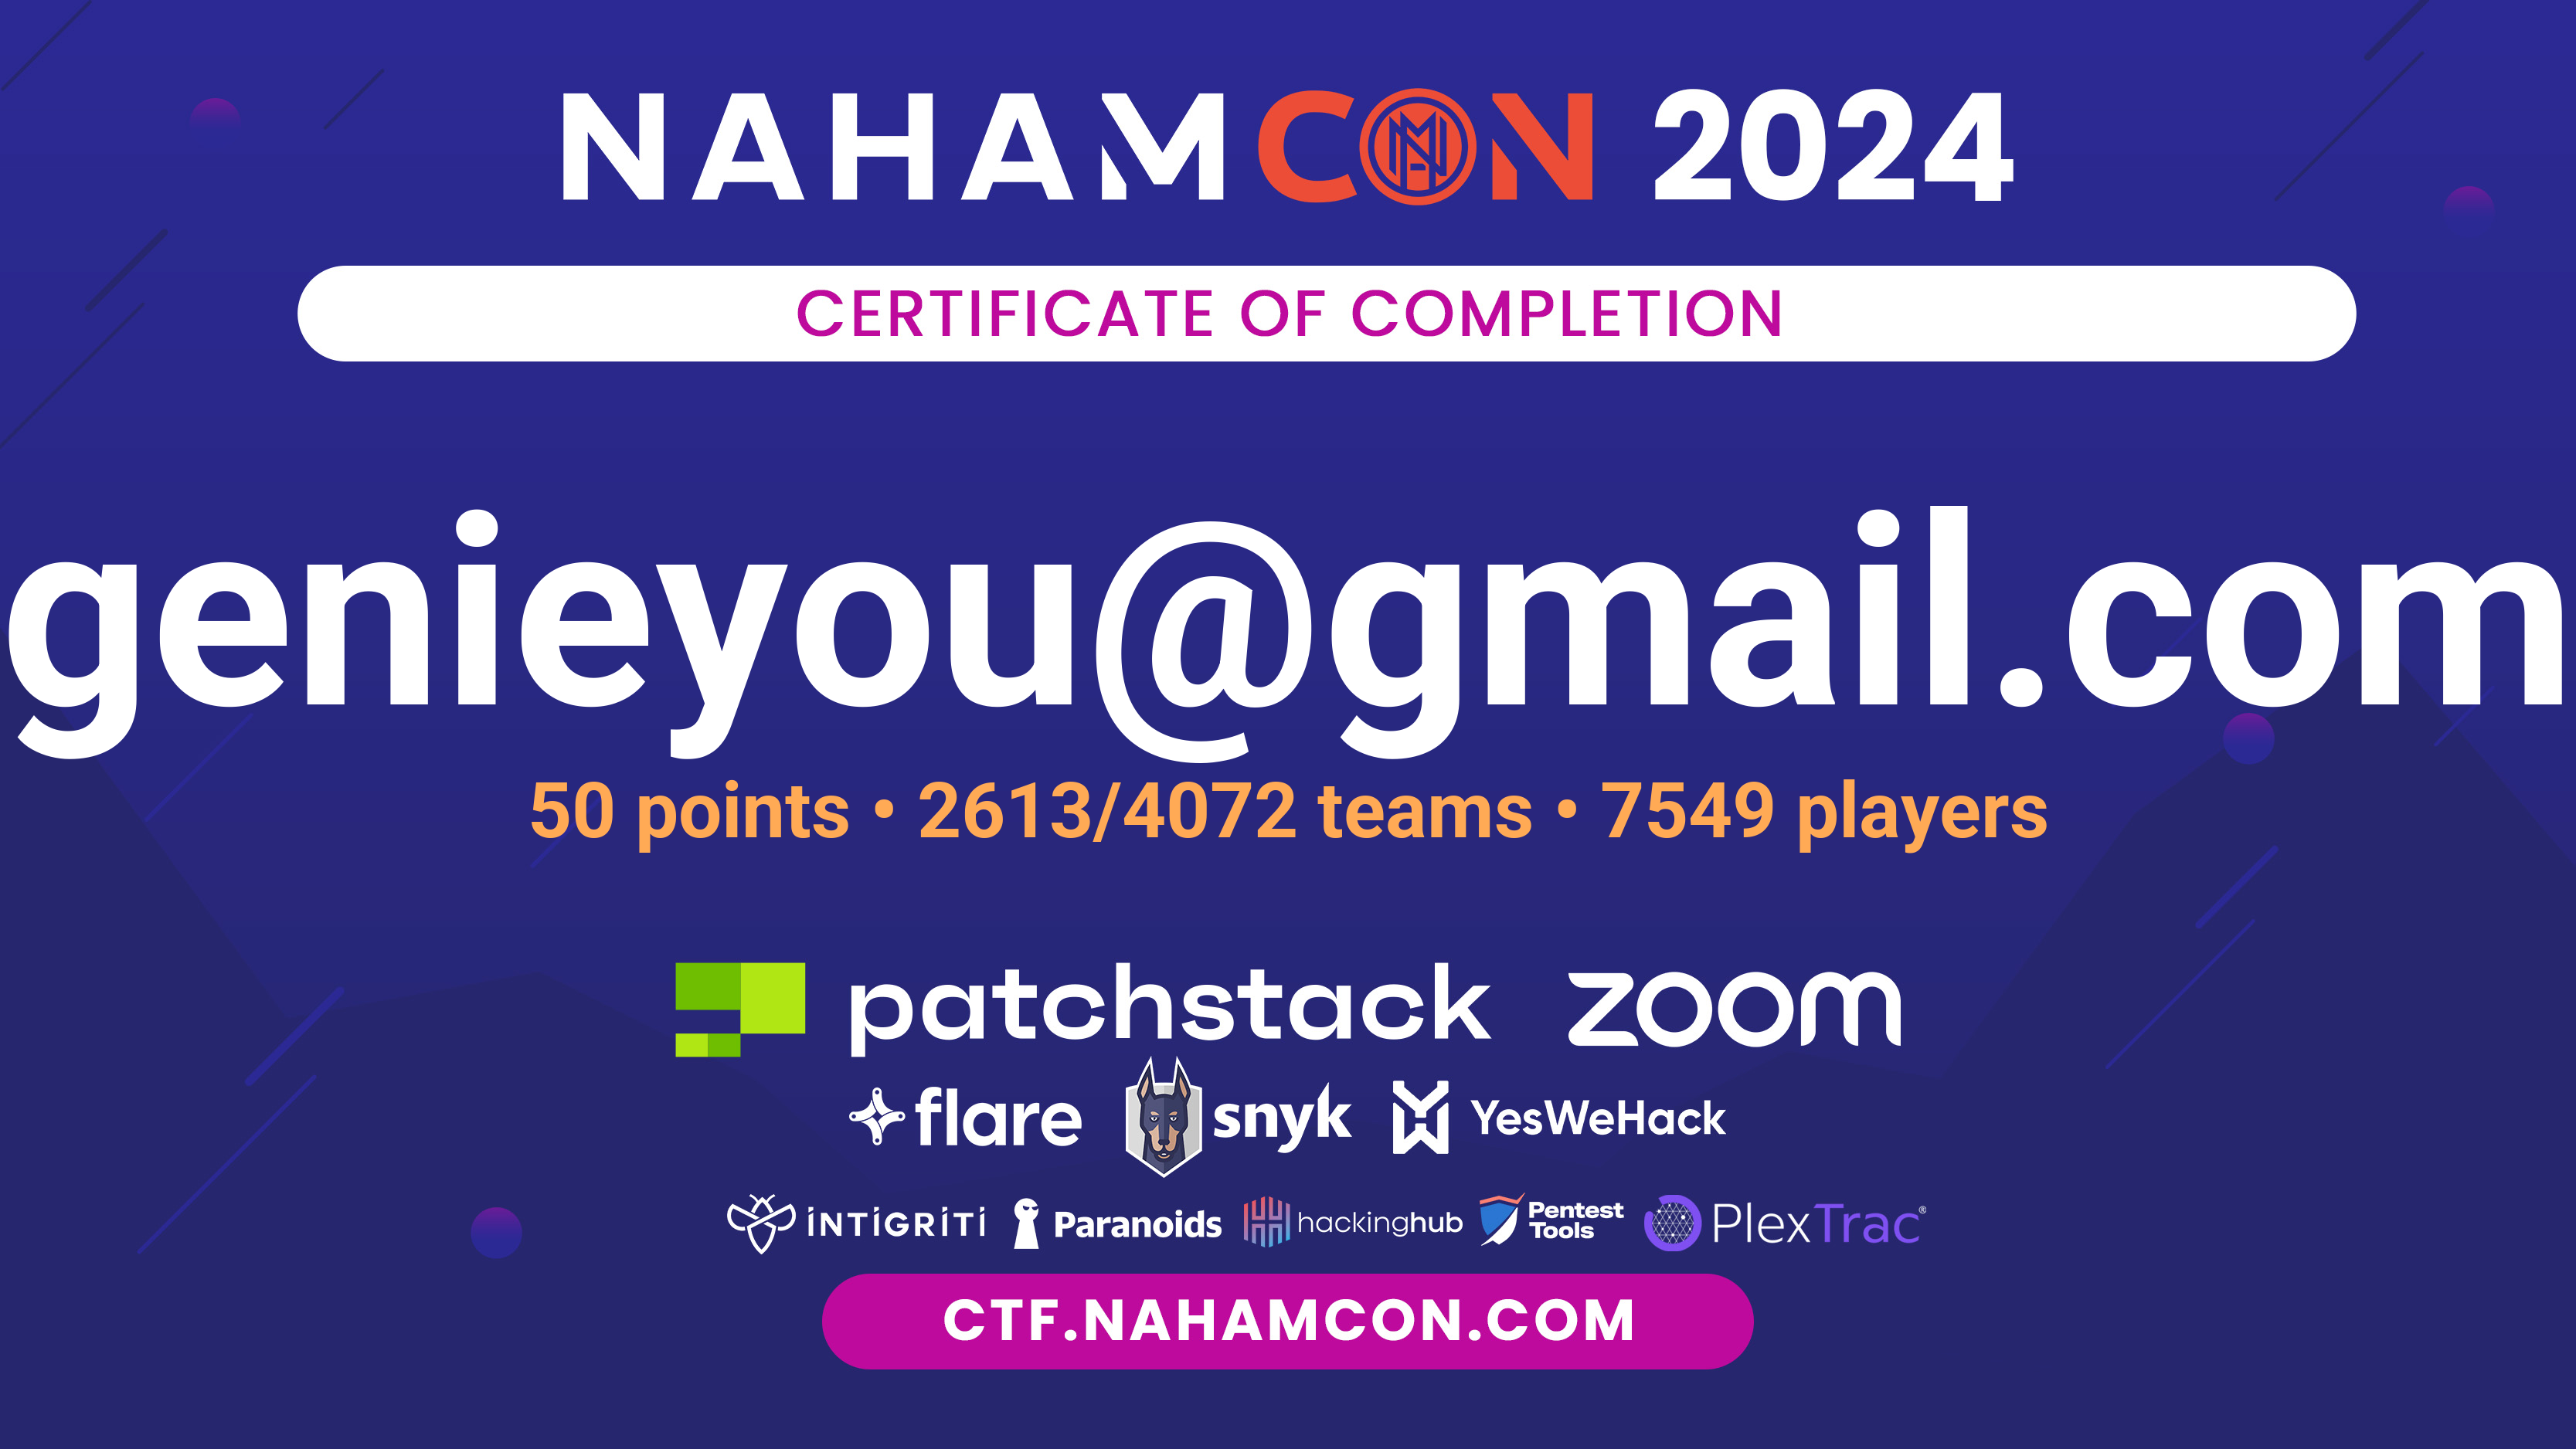 NAHAMCON 2024
CERTIFICATE OF COMPLETION
genieyou@gmail.com
50 points • 2613/4072 teams • 7549 players
patchstack zoom
flare snyk YesWeHack
INTIGRITI Paranoids hackinghub Pentest Tools PlexTrac®
CTF.NAHAMCON.COM